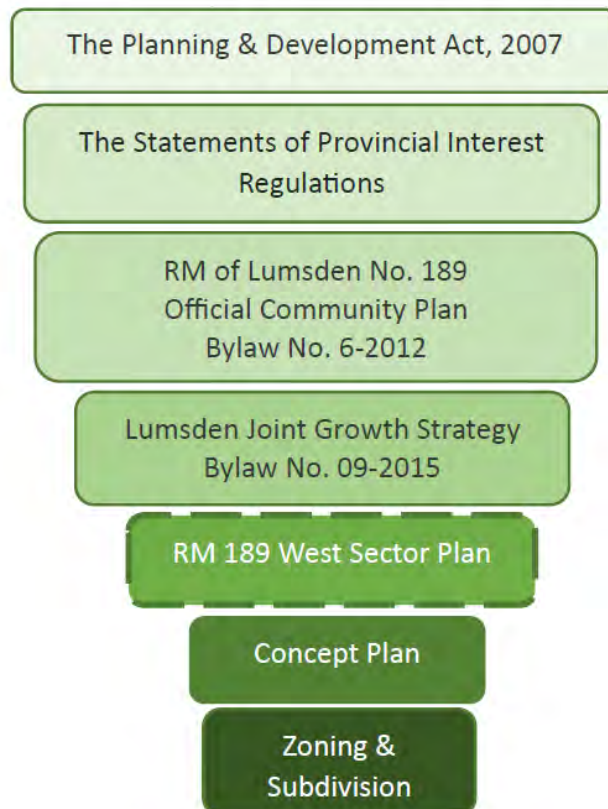 The Planning & Development Act, 2007
The Statements of Provincial Interest
Regulations
RM of Lumsden No. 189
Official Community Plan
Bylaw No. 6-2012
Lumsden Joint Growth Strategy
Bylaw No. 09-2015
RM 189 West Sector Plan
Concept Plan
Zoning &
Subdivision